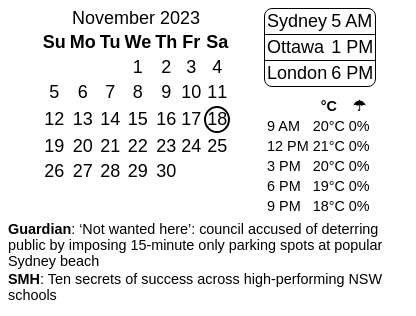 November 2023
Su Mo Tu We Th Fr Sa
1 2 3 4
5 6 7 8 9 10 11
12 13 14 15 16 17 18
19 20 21 22 23 24 25
26 27 28 29 30
Sydney 5 AM
Ottawa 1 PM
London 6 PM
°C ☂
9 AM 20°C 0%
12 PM 21°C 0%
3 PM 20°C 0%
6 PM 19°C 0%
9 PM 18°C 0%
Guardian: ‘Not wanted here’: council accused of deterring
public by imposing 15-minute only parking spots at popular
Sydney beach
SMH: Ten secrets of success across high-performing NSW
schools